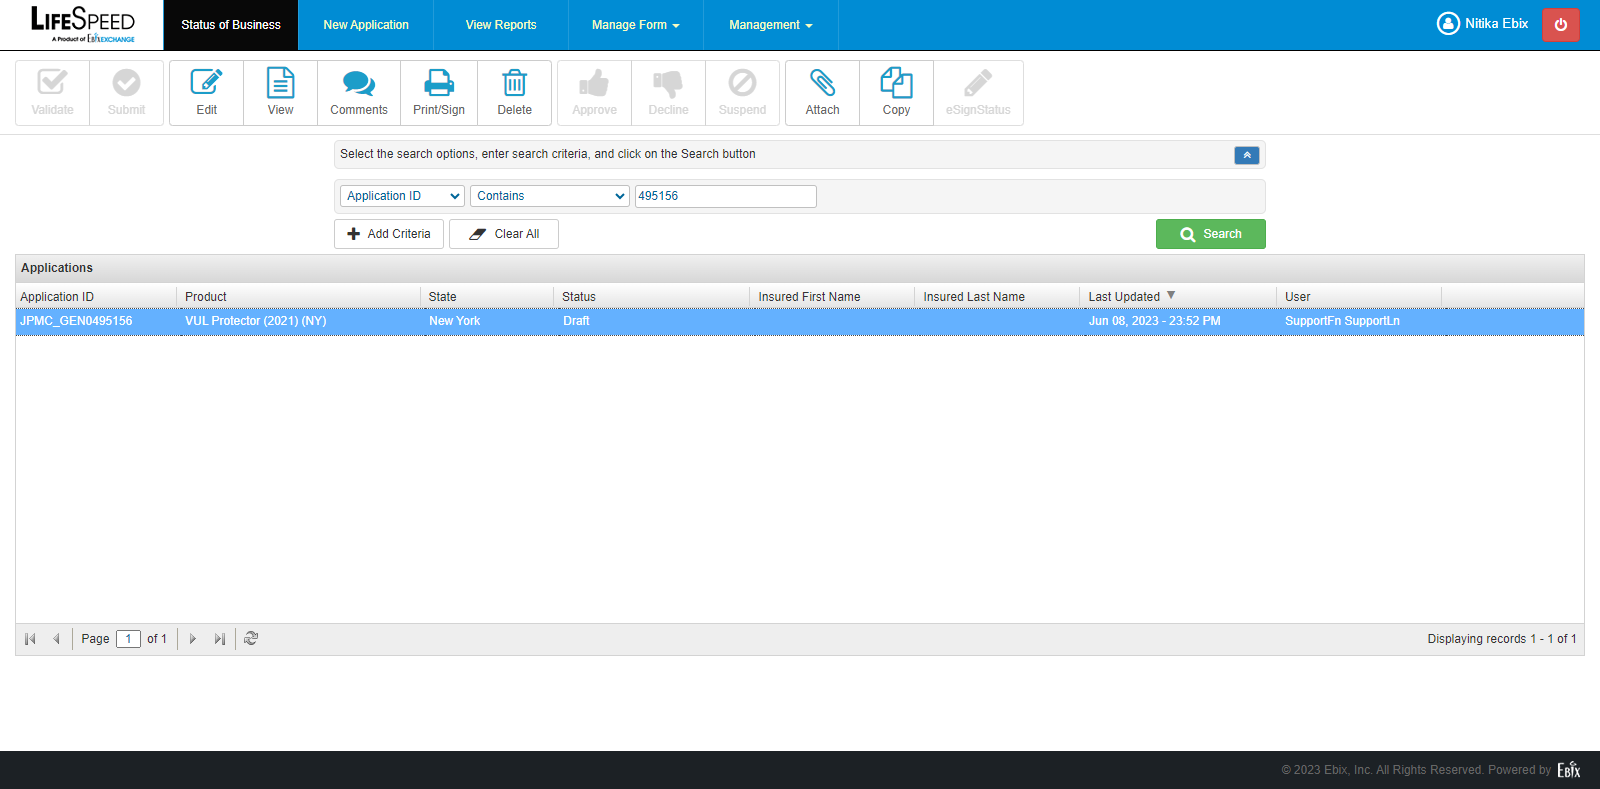 LIFESPEED
A Product of EbixEXCHANGE
Status of Business
New Application
View Reports
Manage Form
Management
Nitika Ebix
Validate
Submit
Edit
View
Comments
Print/Sign
Delete
Approve
Decline
Suspend
Attach
Copy
eSignStatus
Select the search options, enter search criteria, and click on the Search button
Application ID
Contains
495156
Add Criteria
Clear All
Search
Applications
Application ID Product State Status Insured First Name Insured Last Name Last Updated User
JPMC_GEN0495156 VUL Protector (2021) (NY) New York Draft Jun 08, 2023 - 23:52 PM SupportFn SupportLn
Page 1 of 1
Displaying records 1 - 1 of 1
© 2023 Ebix, Inc. All Rights Reserved. Powered by Ebix